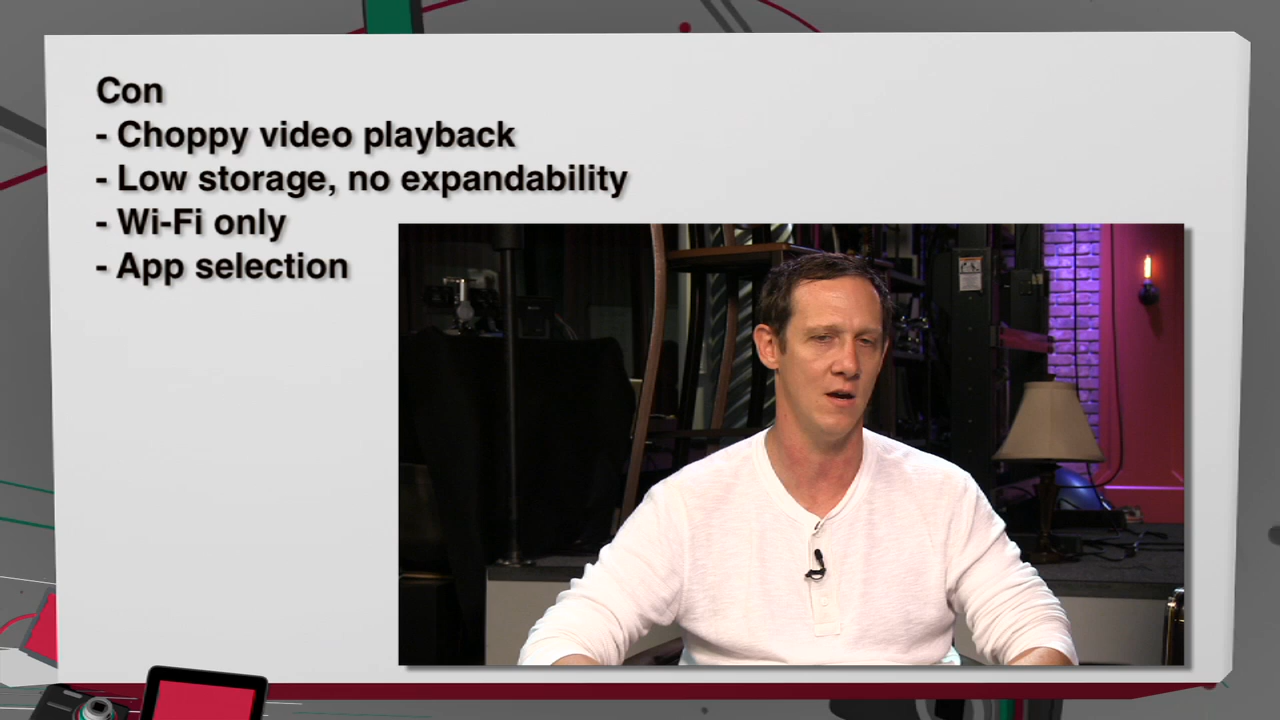 Con
- Choppy video playback
- Low storage, no expandability
- Wi-Fi only
- App selection